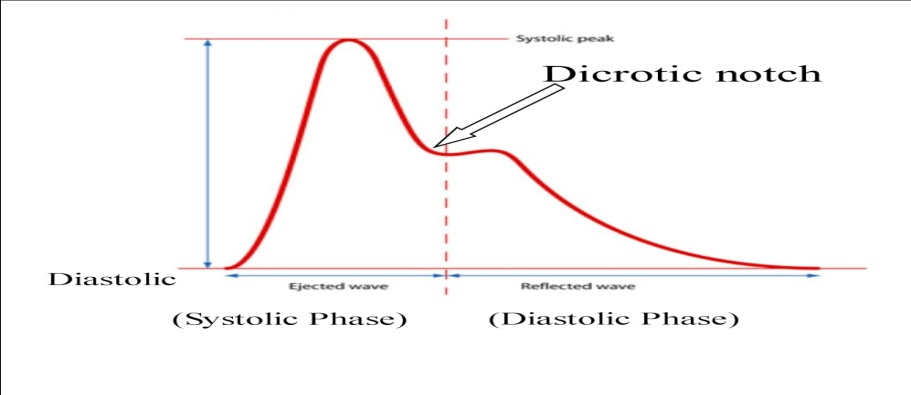 Systolic peak
Dicrotic notch
Diastolic
Ejected wave
Reflected wave
(Systolic Phase)
(Diastolic Phase)